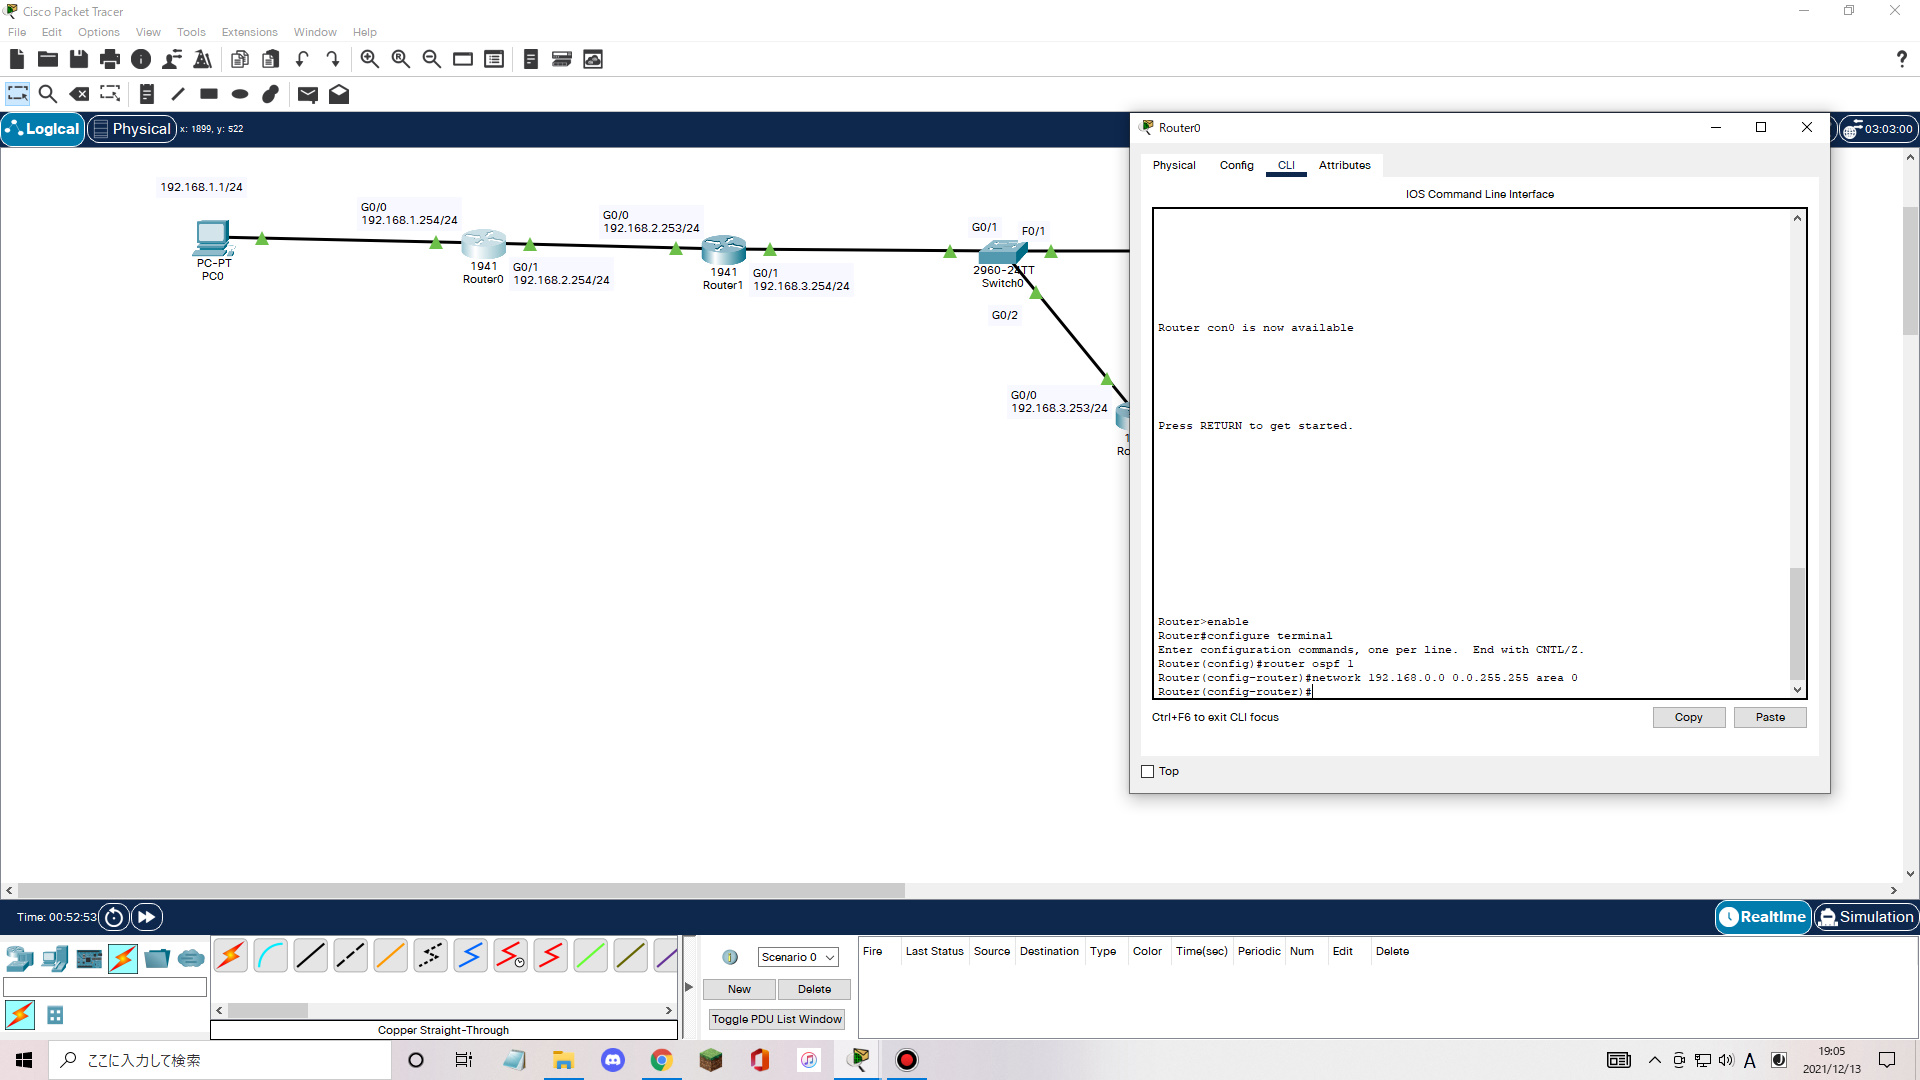 Cisco Packet Tracer
File Edit Options View Tools Extensions Window Help
Logical Physical x: 1899, y: 522
03:03:00
192.168.1.1/24
PC-PT
PC0
G0/0
192.168.1.254/24
1941
Router0
G0/1
192.168.2.254/24
G0/0
192.168.2.253/24
1941
Router1
G0/1
192.168.3.254/24
G0/1
F0/1
2960-24TT
Switch0
G0/2
G0/0
192.168.3.253/24
1
Ro
Router0
Physical Config CLI Attributes
IOS Command Line Interface
Router con0 is now available
Press RETURN to get started.
Router>enable
Router#configure terminal
Enter configuration commands, one per line.  End with CNTL/Z.
Router(config)#router ospf 1
Router(config-router)#network 192.168.0.0 0.0.255.255 area 0
Router(config-router)#
Ctrl+F6 to exit CLI focus
Copy Paste
Top
Time: 00:52:53
Realtime Simulation
Scenario 0
New Delete
Toggle PDU List Window
Fire Last Status Source Destination Type Color Time(sec) Periodic Num Edit Delete
Copper Straight-Through
ここに入力して検索
A
19:05
2021/12/13